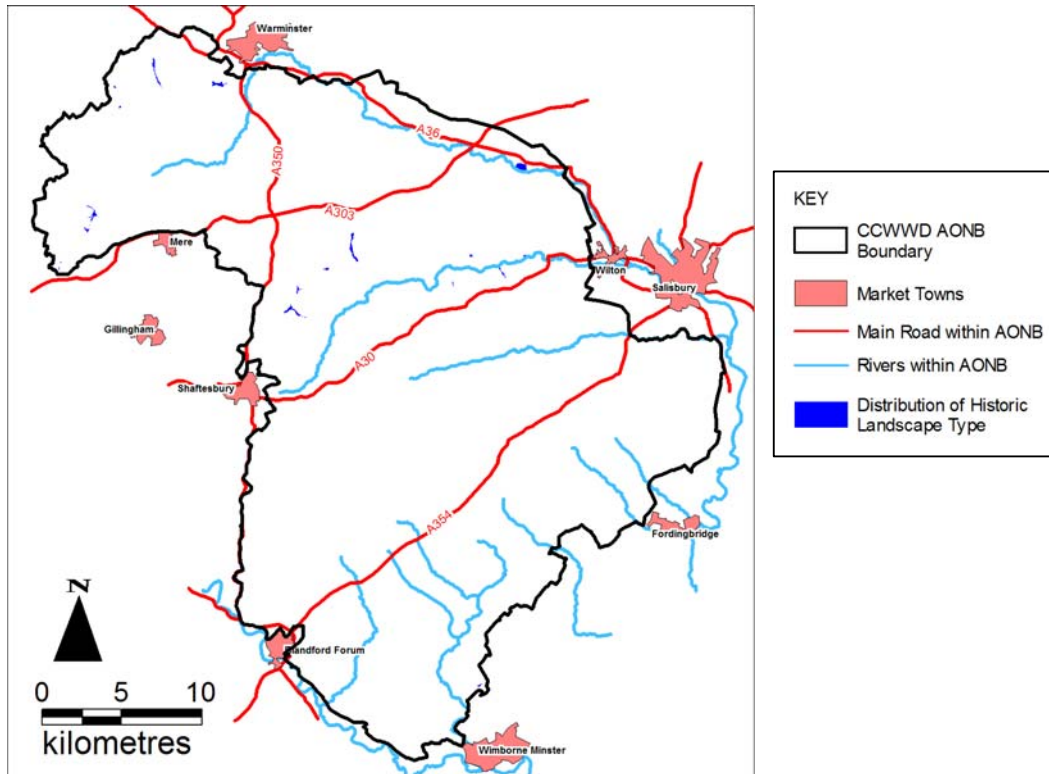 Warminster
A36
A350
A303
Mere
Wilton
Salisbury
Gillingham
A30
Shaftesbury
A354
Fordingbridge
N
Blandford Forum
0 5 10
kilometres
Wimborne Minster
KEY
CCWWD AONB
Boundary
Market Towns
Main Road within AONB
Rivers within AONB
Distribution of Historic
Landscape Type